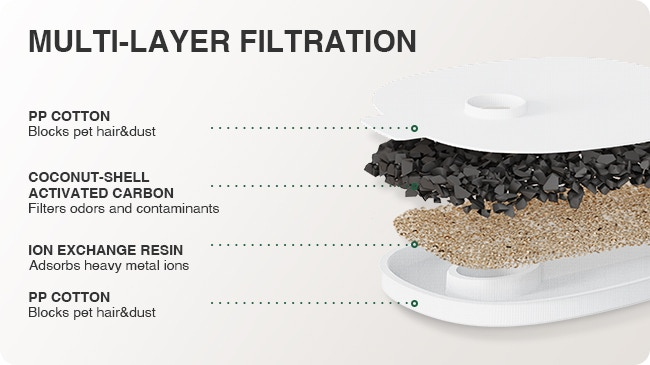 MULTI-LAYER FILTRATION
PP COTTON
Blocks pet hair&dust
COCONUT-SHELL
ACTIVATED CARBON
Filters odors and contaminants
ION EXCHANGE RESIN
Adsorbs heavy metal ions
PP COTTON
Blocks pet hair&dust